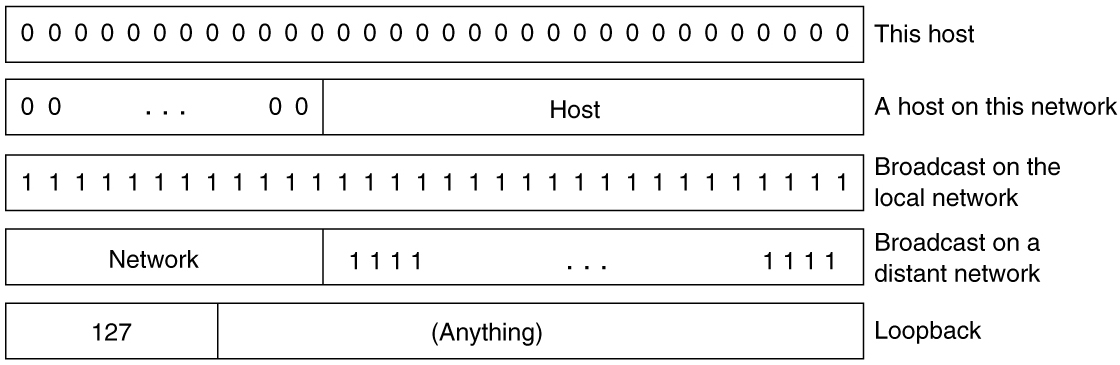 0 0 0 0 0 0 0 0 0 0 0 0 0 0 0 0 0 0 0 0 0 0 0 0 0 0 0 0 0 0 0 0 This host
0 0 ... 0 0 Host A host on this network
1 1 1 1 1 1 1 1 1 1 1 1 1 1 1 1 1 1 1 1 1 1 1 1 1 1 1 1 1 1 1 1 Broadcast on the
local network
Network 1 1 1 1 ... 1 1 1 1 Broadcast on a
distant network
127 (Anything) Loopback